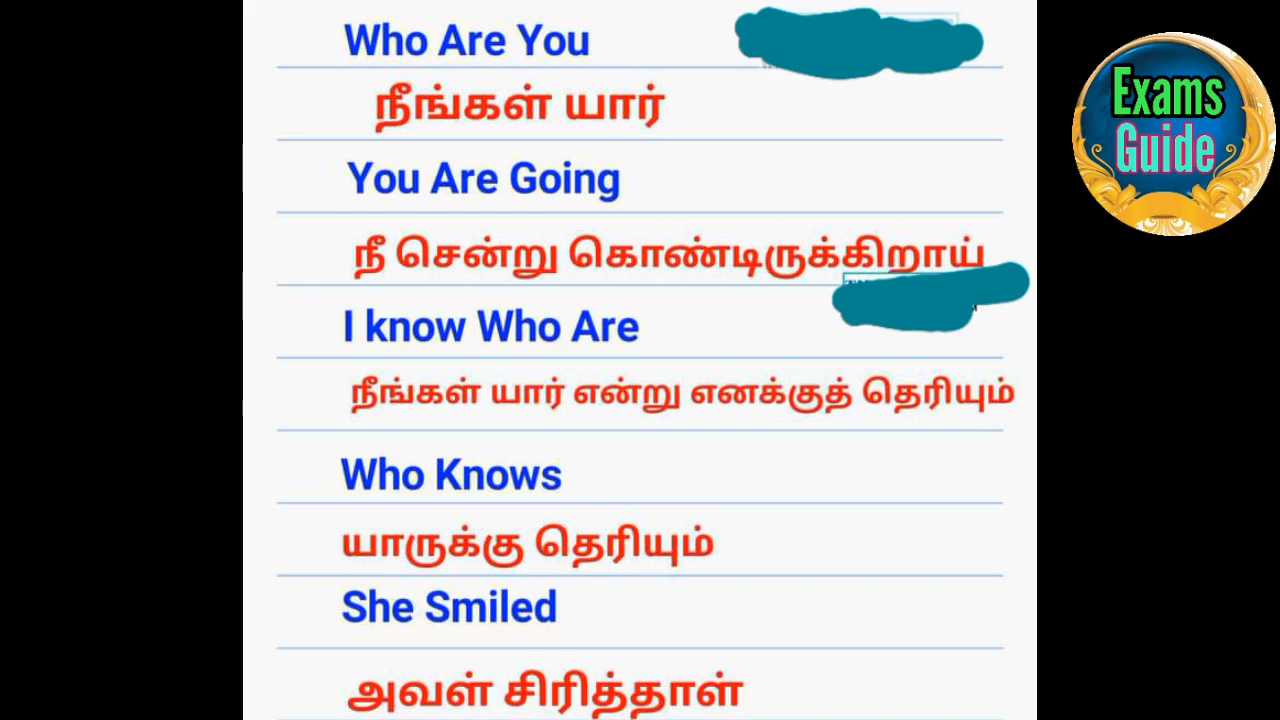 Who Are You
நீங்கள் யார்
You Are Going
நீ சென்று கொண்டிருக்கிறாய்
I know Who Are
நீங்கள் யார் என்று எனக்குத் தெரியும்
Who Knows
யாருக்கு தெரியும்
She Smiled
அவள் சிரித்தாள்
Exams
Guide